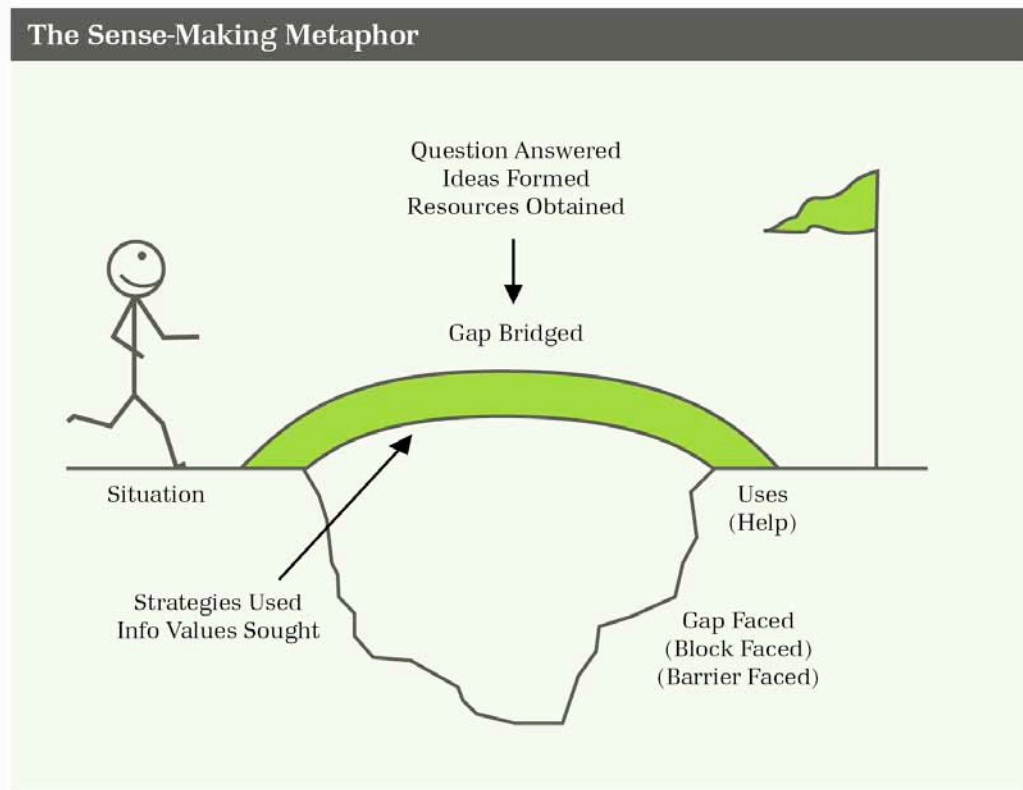 The Sense-Making Metaphor
Question Answered
Ideas Formed
Resources Obtained
Gap Bridged
Situation
Uses
(Help)
Strategies Used
Info Values Sought
Gap Faced
(Block Faced)
(Barrier Faced)